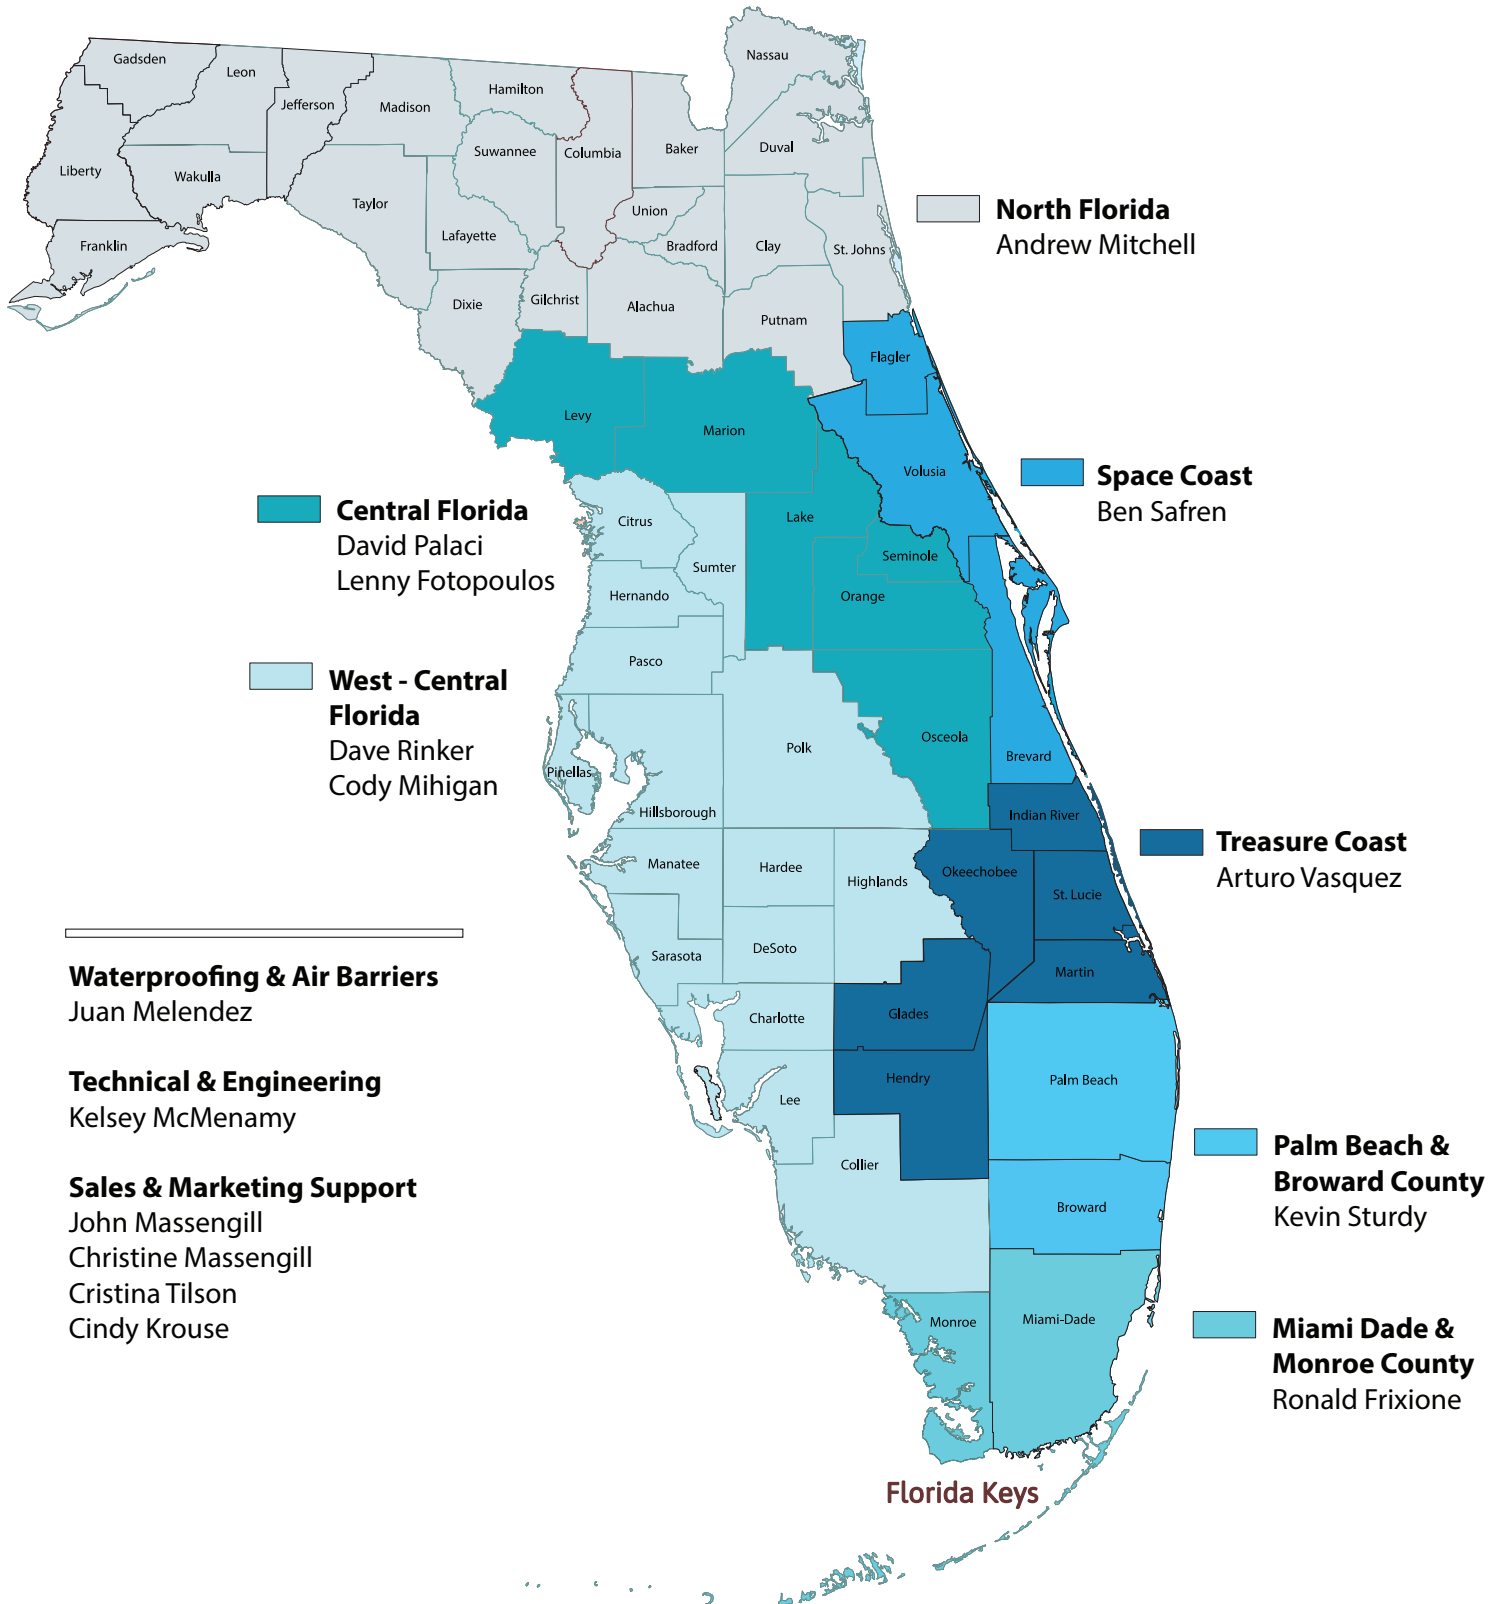 Nassau
Gadsden
Leon
Hamilton
Jefferson
Madison
Duval
Baker
Suwannee
Columbia
Liberty
Wakulla
Taylor
Union
North Florida
Andrew Mitchell
Lafayette
Bradford
Clay
St. Johns
Franklin
Dixie
Gilchrist
Alachua
Putnam
Flagler
Levy
Marion
Volusia
Space Coast
Ben Safren
Central Florida
David Palaci
Lenny Fotopoulos
Citrus
Lake
Seminole
Sumter
Hernando
Orange
Pasco
West - Central
Florida
Dave Rinker
Cody Mihigan
Osceola
Polk
Brevard
Pinellas
Hillsborough
Indian River
Treasure Coast
Arturo Vasquez
Manatee
Hardee
Highlands
Okeechobee
St. Lucie
Sarasota
DeSoto
Martin
Waterproofing & Air Barriers
Juan Melendez
Charlotte
Glades
Technical & Engineering
Kelsey McMenamy
Hendry
Palm Beach
Lee
Palm Beach &
Broward County
Kevin Sturdy
Collier
Broward
Sales & Marketing Support
John Massengill
Christine Massengill
Cristina Tilson
Cindy Krouse
Monroe
Miami-Dade
Miami Dade &
Monroe County
Ronald Frixione
Florida Keys